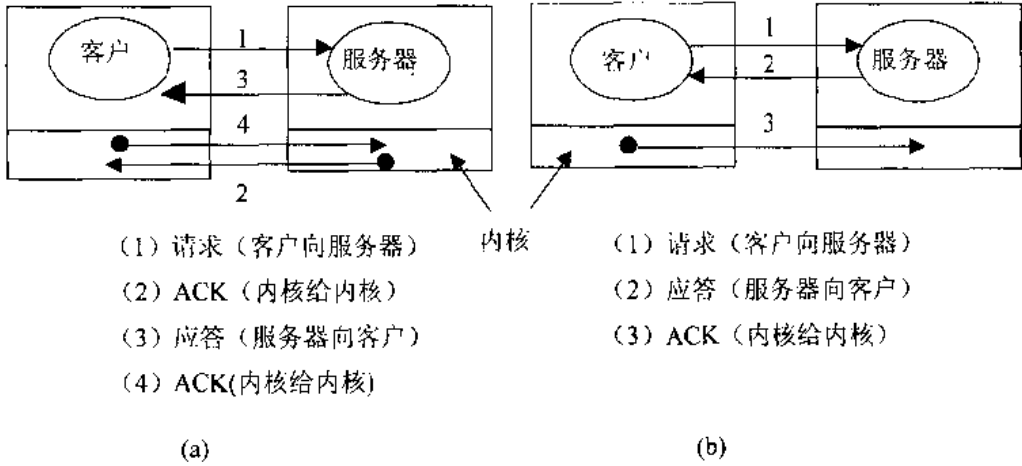 客户
1
服务器
3
4
2
客户
1
服务器
2
3
内核
（1）请求（客户向服务器）
（2）ACK（内核给内核）
（3）应答（服务器向客户）
（4）ACK(内核给内核)
(a)
（1）请求（客户向服务器）
（2）应答（服务器向客户）
（3）ACK（内核给内核）
(b)